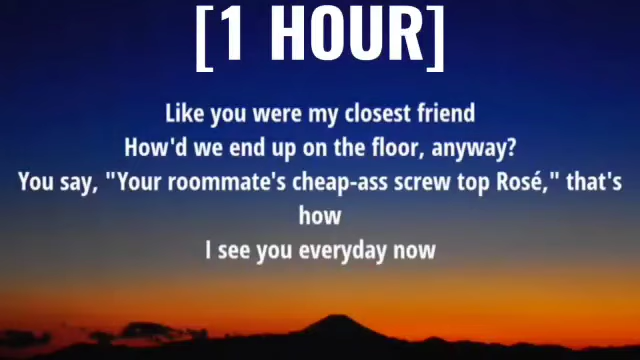 [1 HOUR]
Like you were my closest friend
How'd we end up on the floor, anyway?
You say, "Your roommate's cheap-ass screw top Rosé," that's
how
I see you everyday now